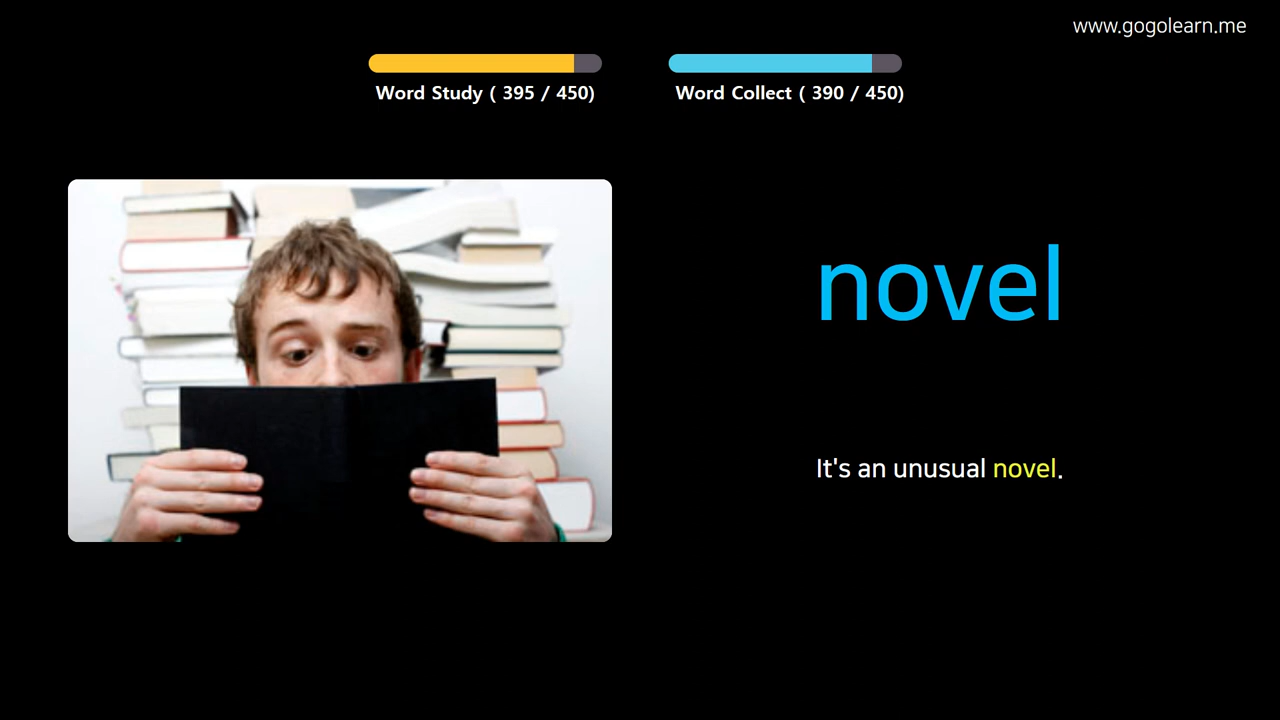 www.gogolearn.me
Word Study ( 395 / 450)
Word Collect ( 390 / 450)
novel
It's an unusual novel.